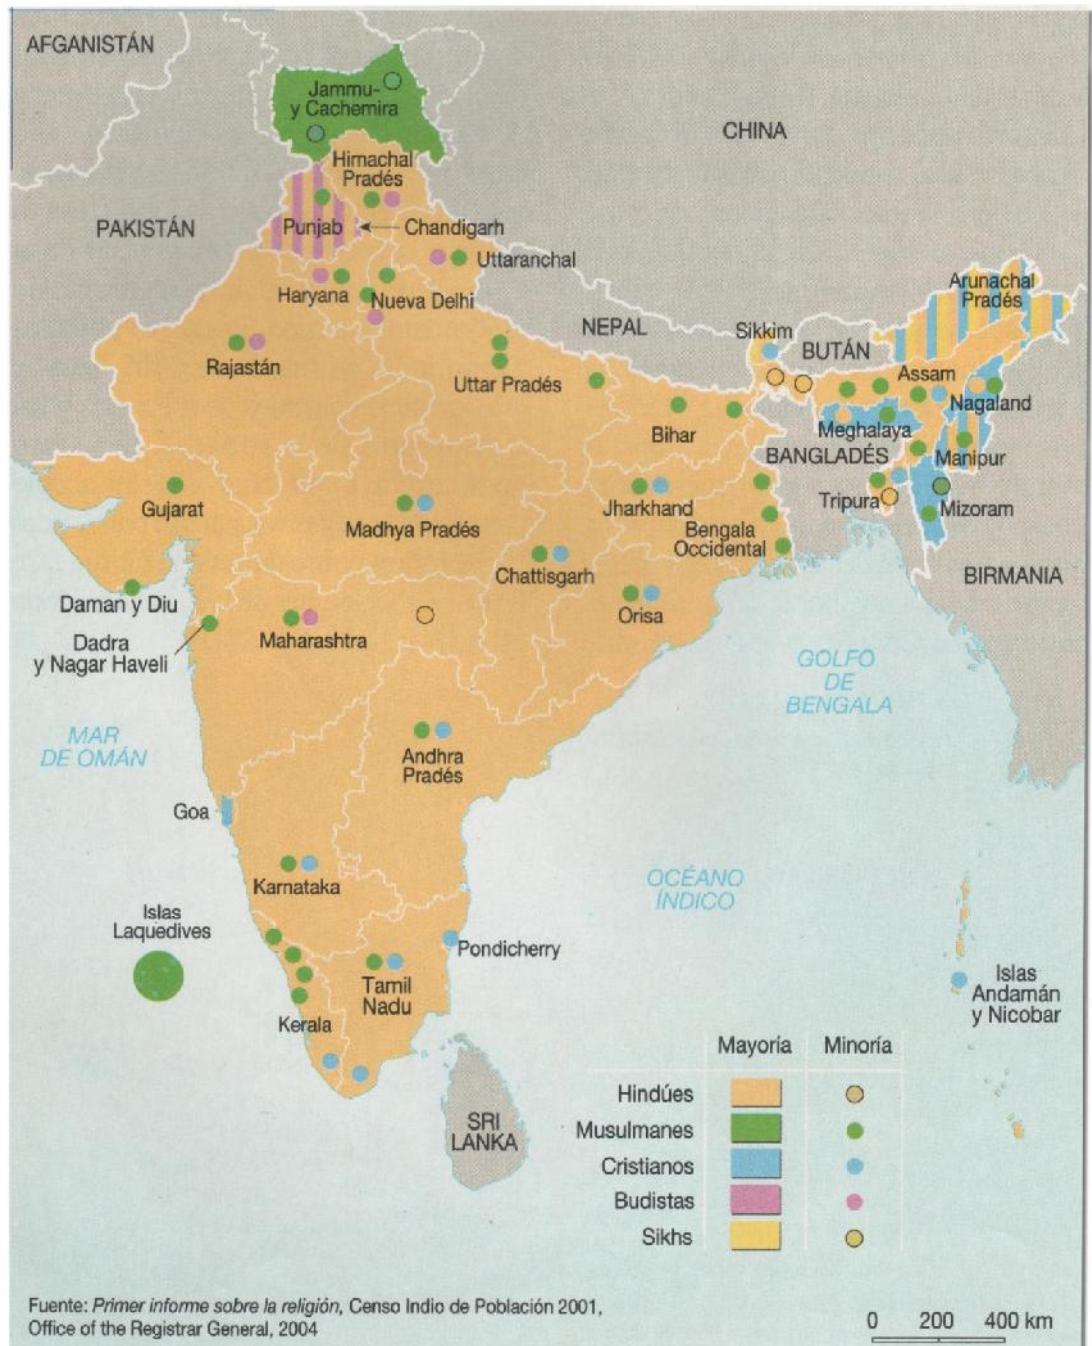 AFGANISTÁN
Jammu-
y Cachemira
CHINA
Himachal
Pradés
PAKISTÁN
Punjab
Chandigarh
Uttaranchal
Haryana
Nueva Delhi
Arunachal
Pradés
NEPAL
Sikkim
BUTÁN
Rajastán
Uttar Pradés
Assam
Nagaland
Bihar
Meghalaya
BANGLADÉS
Manipur
Gujarat
Madhya Pradés
Jharkhand
Tripura
Mizoram
Bengala
Occidental
Chattisgarh
BIRMANIA
Daman y Diu
Orisa
Dadra
y Nagar Haveli
Maharashtra
GOLFO
DE
BENGALA
MAR
DE OMÁN
Andhra
Pradés
Goa
Karnataka
OCÉANO
ÍNDICO
Islas
Laquedives
Pondicherry
Tamil
Nadu
Islas
Andamán
y Nicobar
Kerala
SRI
LANKA
Mayoría Minoría
Hindúes
Musulmanes
Cristianos
Budistas
Sikhs
Fuente: Primer informe sobre la religión, Censo Indio de Población 2001,
Office of the Registrar General, 2004
0 200 400 km